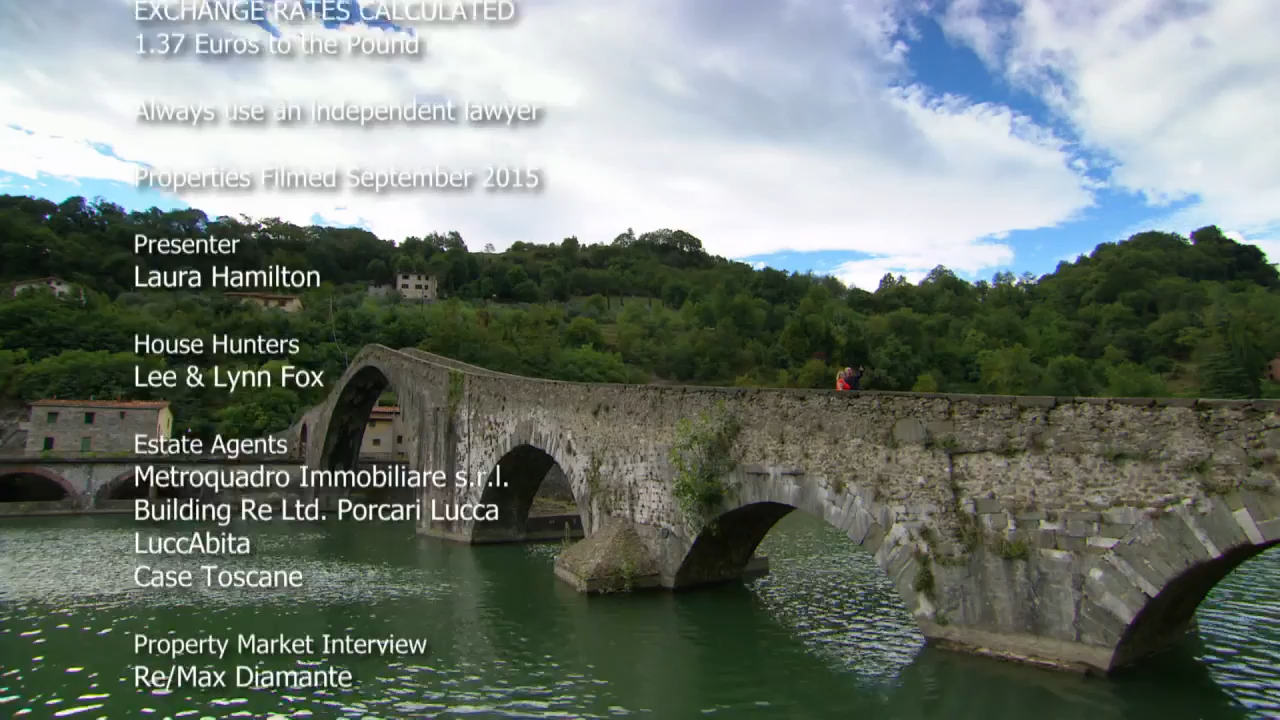 EXCHANGE RATES CALCULATED
1.37 Euros to the Pound
Always use an independent lawyer
Properties Filmed September 2015
Presenter
Laura Hamilton
House Hunters
Lee & Lynn Fox
Estate Agents
Metroquadro Immobiliare s.r.l.
Building Re Ltd. Porcari Lucca
LuccAbita
Case Toscane
Property Market Interview
Re/Max Diamante